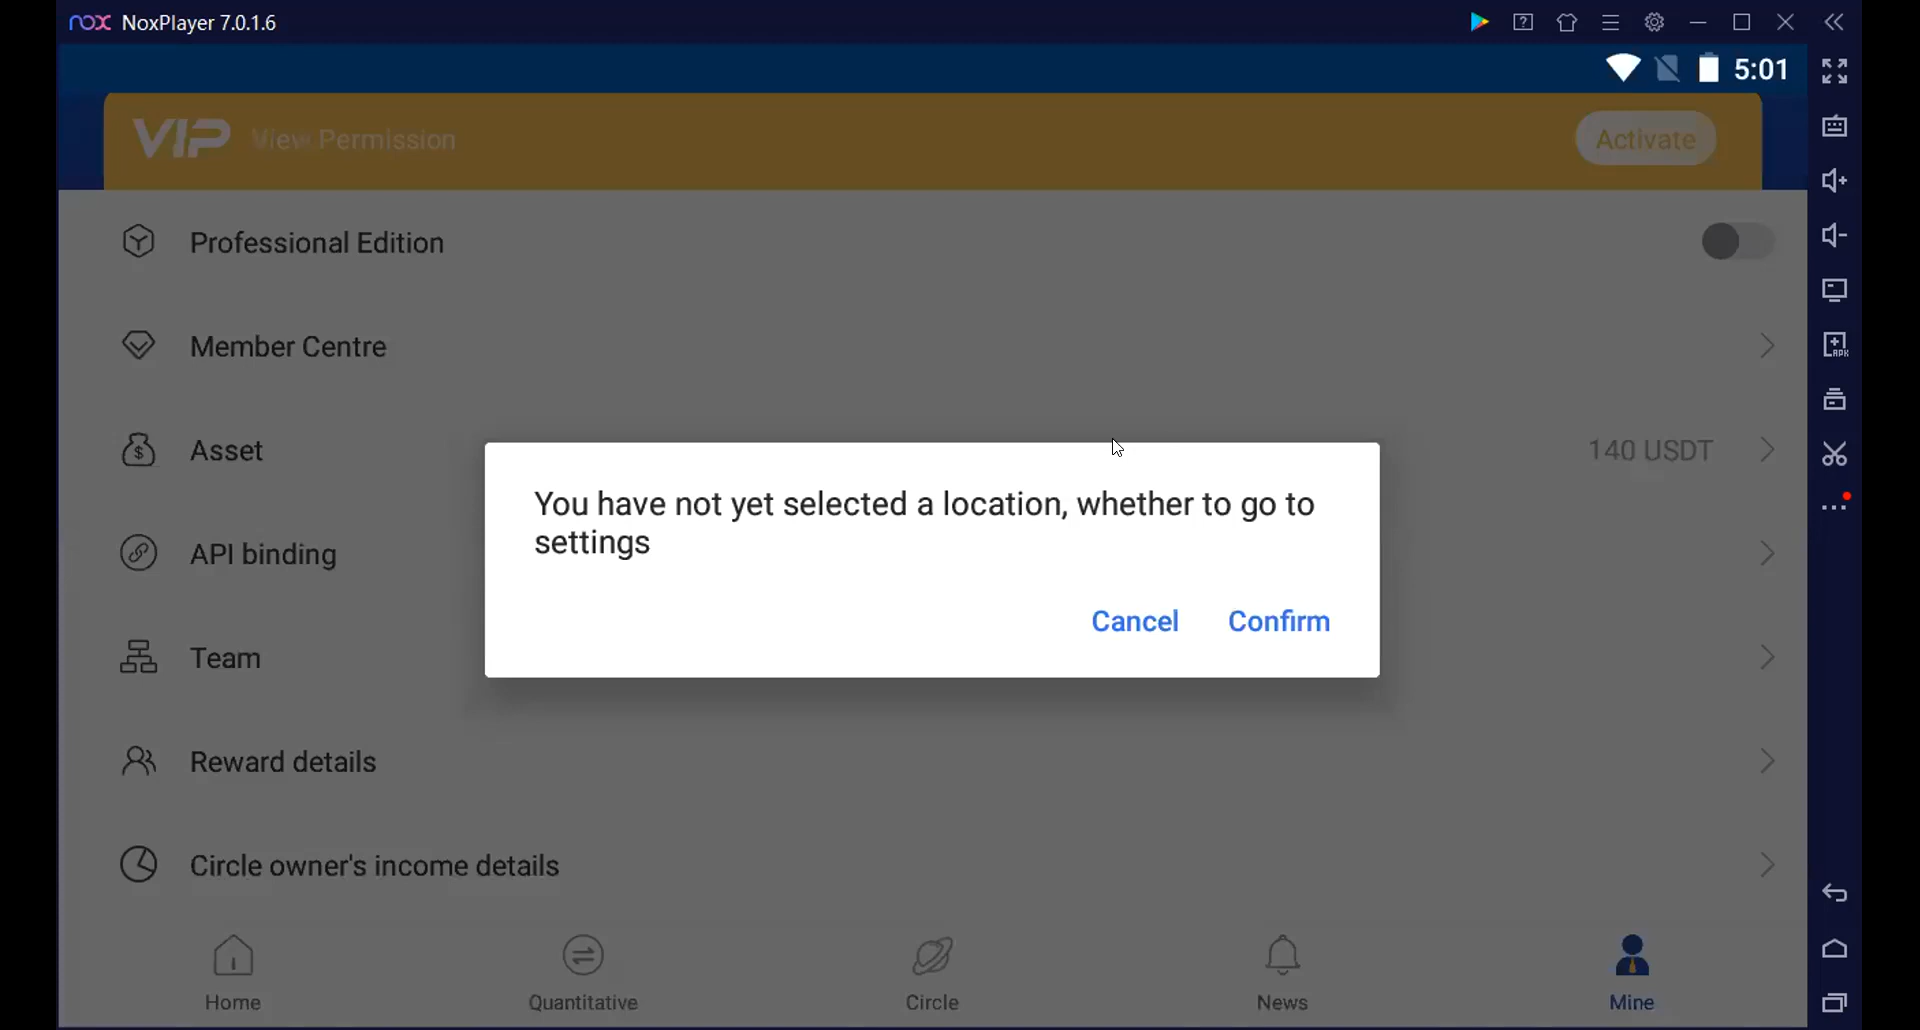 nox NoxPlayer 7.0.1.6
5:01
VIP View Permission
Activate
Professional Edition
Member Centre
Asset
140 USDT
You have not yet selected a location, whether to go to
settings
Cancel Confirm
API binding
Team
Reward details
Circle owner's income details
Home
Quantitative
Circle
News
Mine
APK